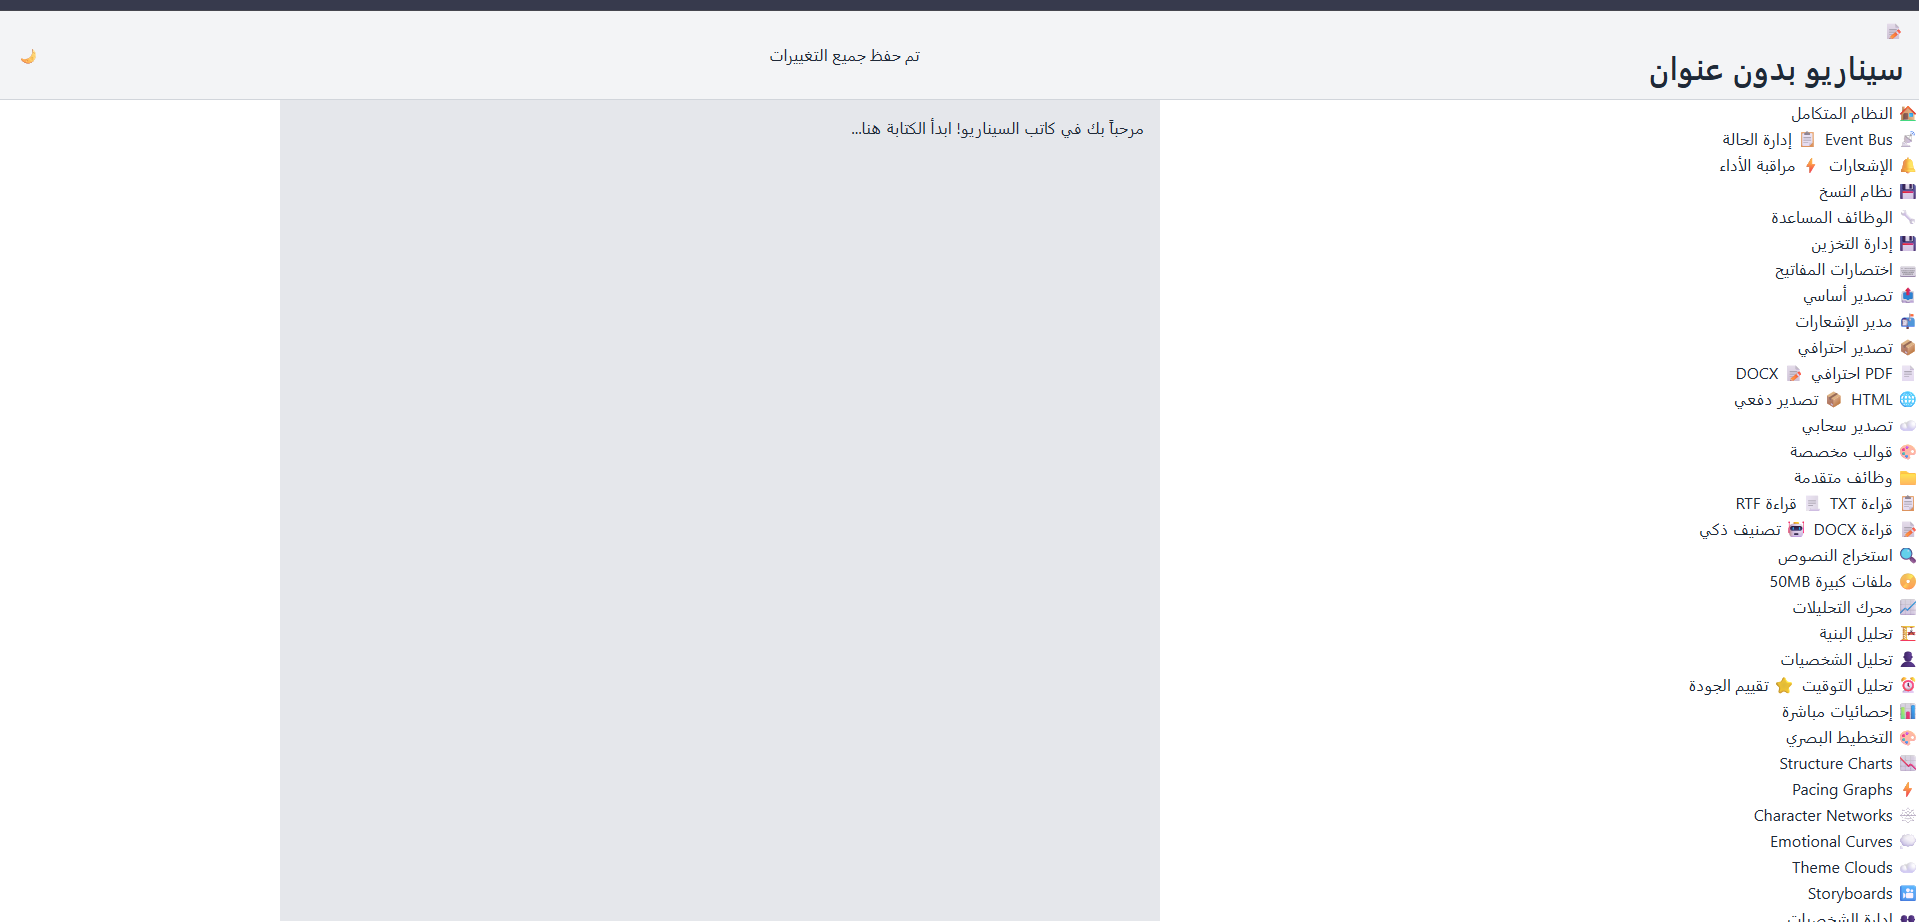 سيناريو بدون عنوان
تم حفظ جميع التغييرات
النظام المتكامل
Event Bus إدارة الحالة
الإشعارات مراقبة الأداء
نظام النسخ
الوظائف المساعدة
إدارة التخزين
اختصارات المفاتيح
تصدير أساسي
مدير الإشعارات
تصدير احترافي
PDF احترافي DOCX
HTML تصدير دفعي
تصدير سحابي
قوالب مخصصة
وظائف متقدمة
قراءة TXT قراءة RTF
قراءة DOCX تصنيف ذكي
استخراج النصوص
ملفات كبيرة 50MB
محرك التحليلات
تحليل البنية
تحليل الشخصيات
تحليل التوقيت تقييم الجودة
إحصائيات مباشرة
التخطيط البصري
Structure Charts
Pacing Graphs
Character Networks
Emotional Curves
Theme Clouds
Storyboards
إدارة الشخصيات
مرحباً بك في كاتب السيناريو! ابدأ الكتابة هنا...